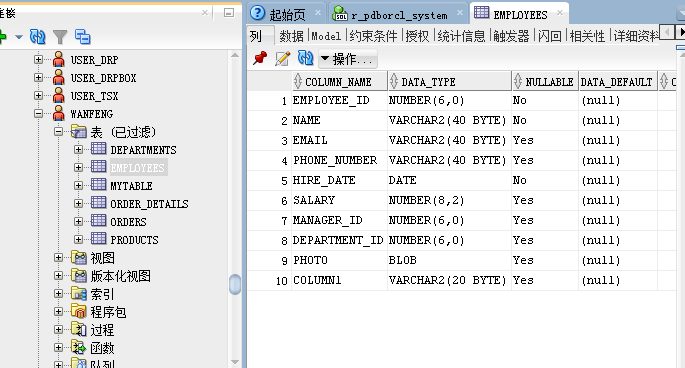 连接
起始页
r_pdborcl_system
EMPLOYEES
列 数据 Model 约束条件 授权 统计信息 触发器 闪回 相关性 详细资料
操作...
COLUMN_NAME DATA_TYPE NULLABLE DATA_DEFAULT C
1 EMPLOYEE_ID NUMBER(6,0) No (null)
2 NAME VARCHAR2(40 BYTE) No (null)
3 EMAIL VARCHAR2(40 BYTE) Yes (null)
4 PHONE_NUMBER VARCHAR2(40 BYTE) Yes (null)
5 HIRE_DATE DATE No (null)
6 SALARY NUMBER(8,2) Yes (null)
7 MANAGER_ID NUMBER(6,0) Yes (null)
8 DEPARTMENT_ID NUMBER(6,0) Yes (null)
9 PHOTO BLOB Yes (null)
10 COLUMN1 VARCHAR2(20 BYTE) Yes (null)
USER_DRP
USER_DRPBOX
USER_TSX
WANFENG
表 (已过滤)
DEPARTMENTS
EMPLOYEES
MYTABLE
ORDER_DETAILS
ORDERS
PRODUCTS
视图
版本化视图
索引
程序包
过程
函数
队列